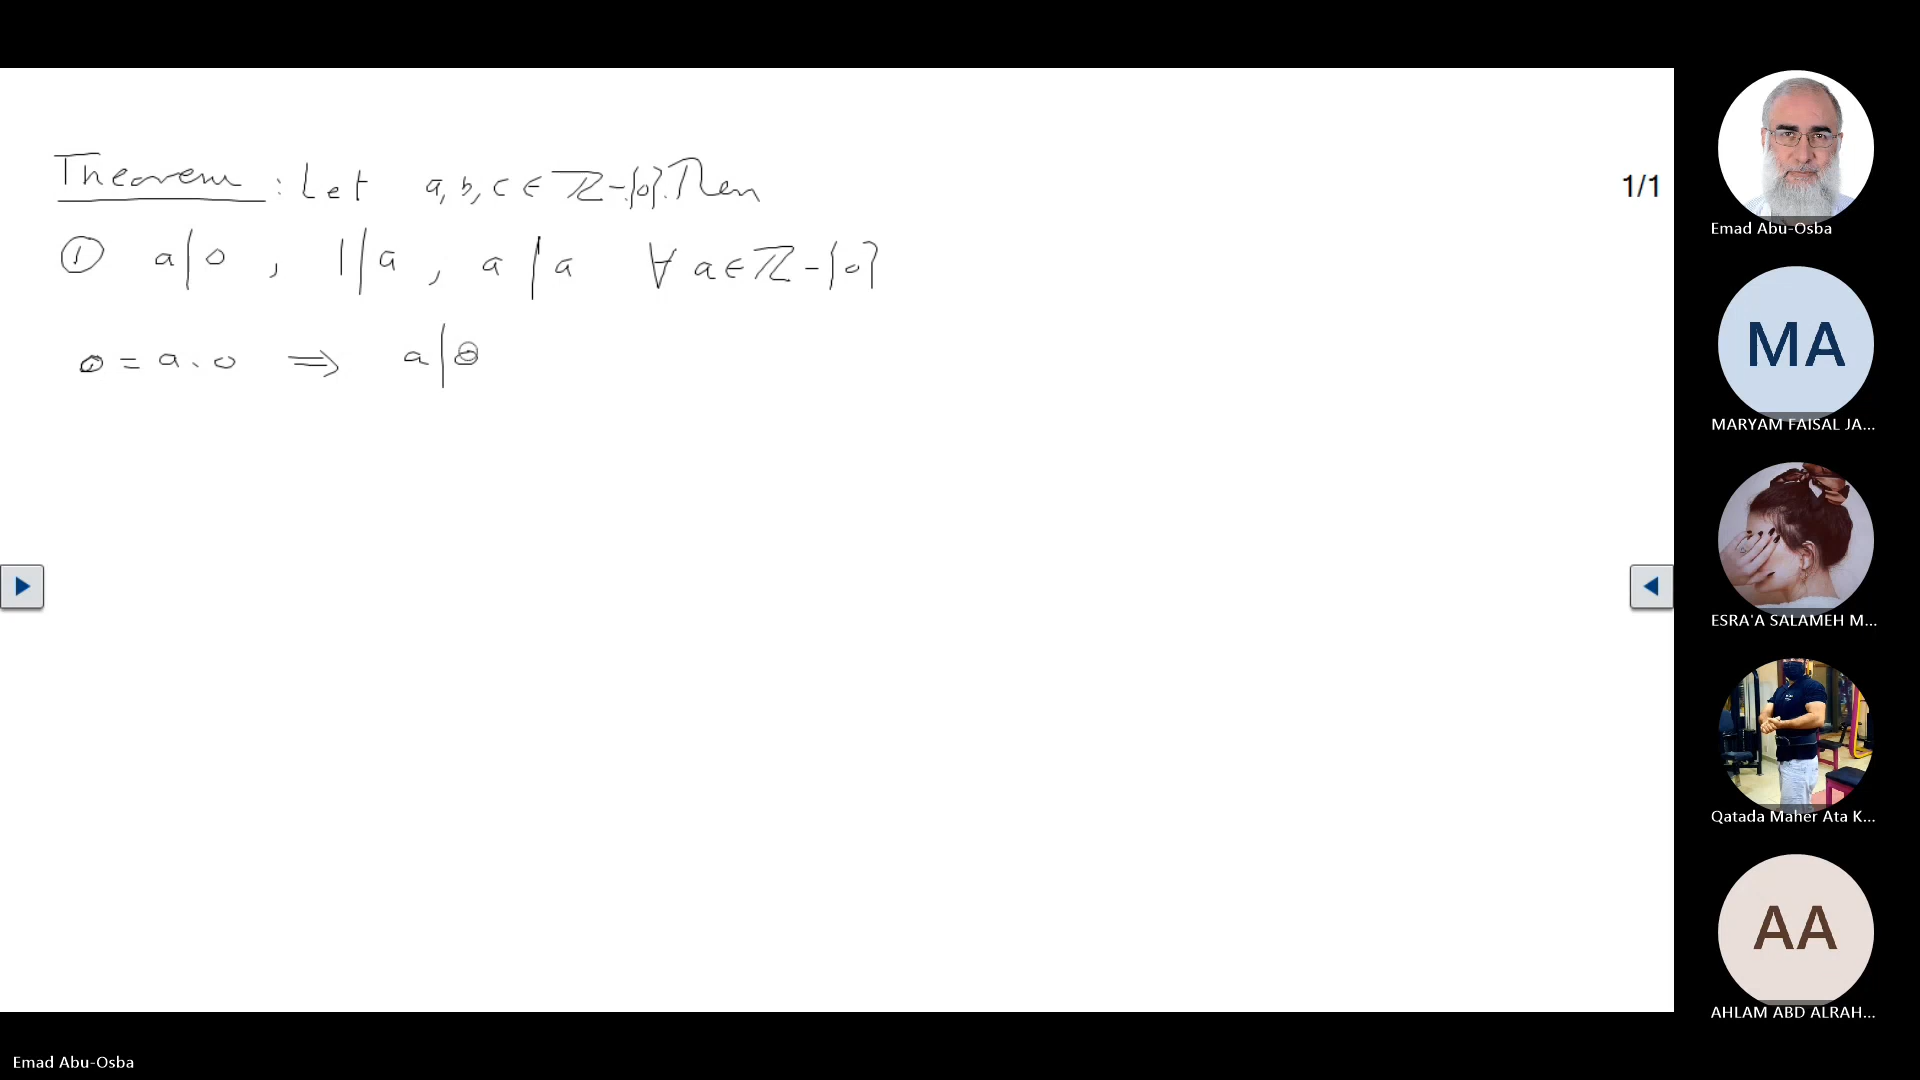 Theorem : Let a, b, c ∈ ℤ - {0}. Then
① a|0 , 1|a , a|a ∀ a ∈ ℤ - {0}
0 = a . 0 ⇒ a|0
1/1
Emad Abu-Osba
MA
MARYAM FAISAL JA...
ESRA'A SALAMEH M...
Qatada Maher Ata K...
AA
AHLAM ABD ALRAH...
Emad Abu-Osba